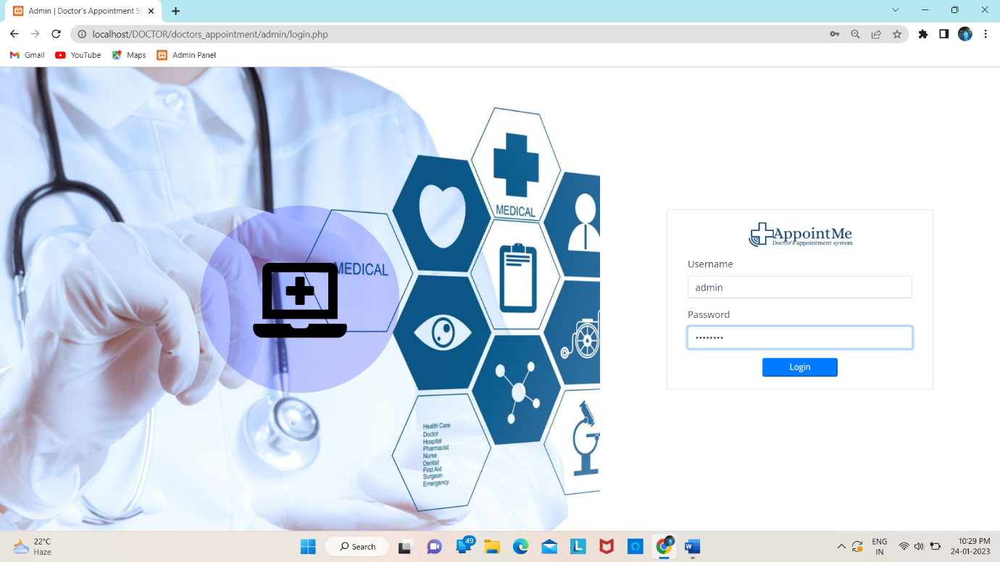 Admin | Doctor's Appointment Sy
localhost/DOCTOR/doctors_appointment/admin/login.php
Gmail
YouTube
Maps
Admin Panel
MEDICAL
MEDICAL
Health Care
Doctor
Hospital
Pharmacist
Nurse
Dentist
First Aid
Surgeon
Emergency
AppointMe
Doctor's appointment system
Username
admin
Password
••••••••
Login
22°C
Haze
Search
49
L
W
ENG
IN
10:29 PM
24-01-2023